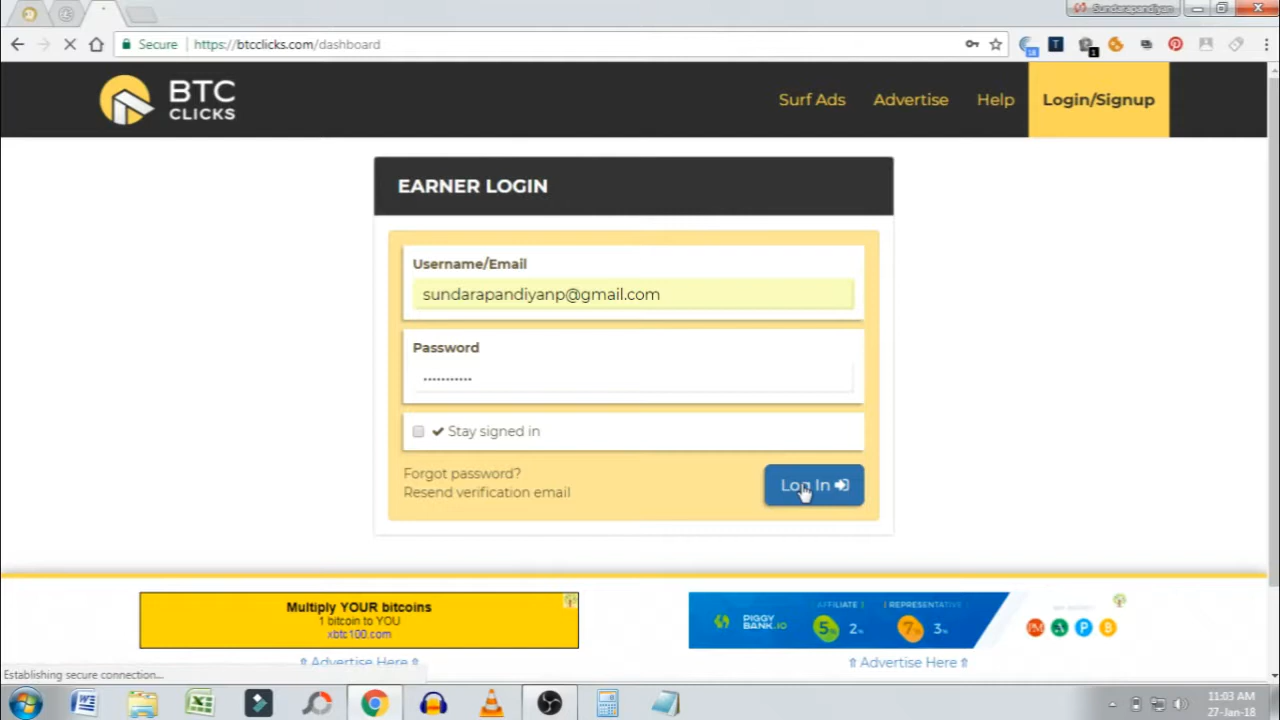 Sundarapandiyan
Secure
https://btcclicks.com/dashboard
18
T
1
BTC
CLICKS
Surf Ads
Advertise
Help
Login/Signup
EARNER LOGIN
Username/Email
sundarapandiyanp@gmail.com
Password
•••••••••••
Stay signed in
Forgot password?
Resend verification email
Log In
Multiply YOUR bitcoins
1 bitcoin to YOU
xbtc100.com
PIGGY
BANK.IO
AFFILIATE
5% 2%
REPRESENTATIVE
7% 3%
⇑ Advertise Here ⇑
⇑ Advertise Here ⇑
Establishing secure connection...
11:03 AM
27-Jan-18